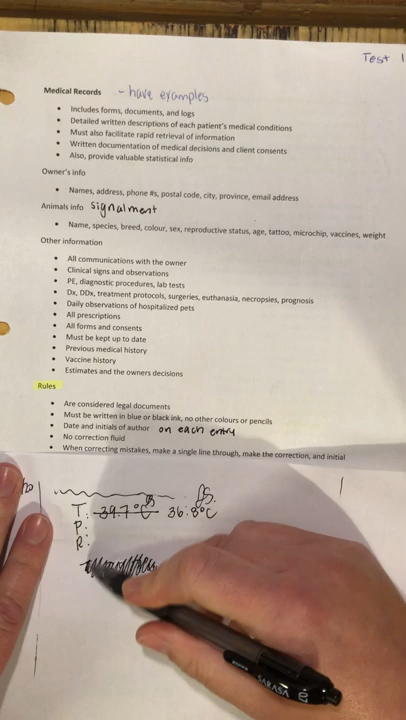 Test 1
Medical Records - have examples
• Includes forms, documents, and logs
• Detailed written descriptions of each patient's medical conditions
• Must also facilitate rapid retrieval of information
• Written documentation of medical decisions and client consents
• Also, provide valuable statistical info
Owner's info
• Names, address, phone #s, postal code, city, province, email address
Animals info signalment
• Name, species, breed, colour, sex, reproductive status, age, tattoo, microchip, vaccines, weight
Other information
• All communications with the owner
• Clinical signs and observations
• PE, diagnostic procedures, lab tests
• Dx, DDx, treatment protocols, surgeries, euthanasia, necropsies, prognosis
• Daily observations of hospitalized pets
• All prescriptions
• All forms and consents
• Must be kept up to date
• Previous medical history
• Vaccine history
• Estimates and the owners decisions
Rules
• Are considered legal documents
• Must be written in blue or black ink, no other colours or pencils
• Date and initials of author on each entry
• No correction fluid
• When correcting mistakes, make a single line through, make the correction, and initial
T: 39.7°C 36.8°C
P:
R:
SARASA 0.7